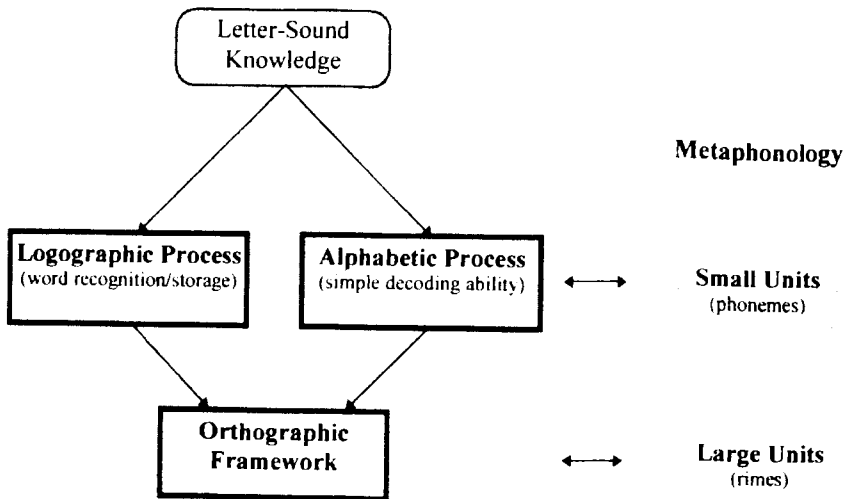 Letter-Sound
Knowledge
Metaphonology
Logographic Process
(word recognition/storage)
Alphabetic Process
(simple decoding ability)
Small Units
(phonemes)
Orthographic
Framework
Large Units
(rimes)